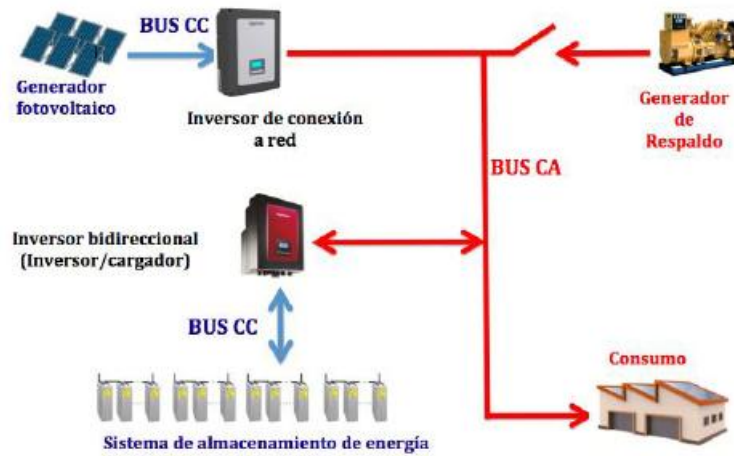 BUS CC
Generador
fotovoltaico
Inversor de conexión
a red
Generador
de
Respaldo
BUS CA
Inversor bidireccional
(Inversor/cargador)
BUS CC
Consumo
Sistema de almacenamiento de energía